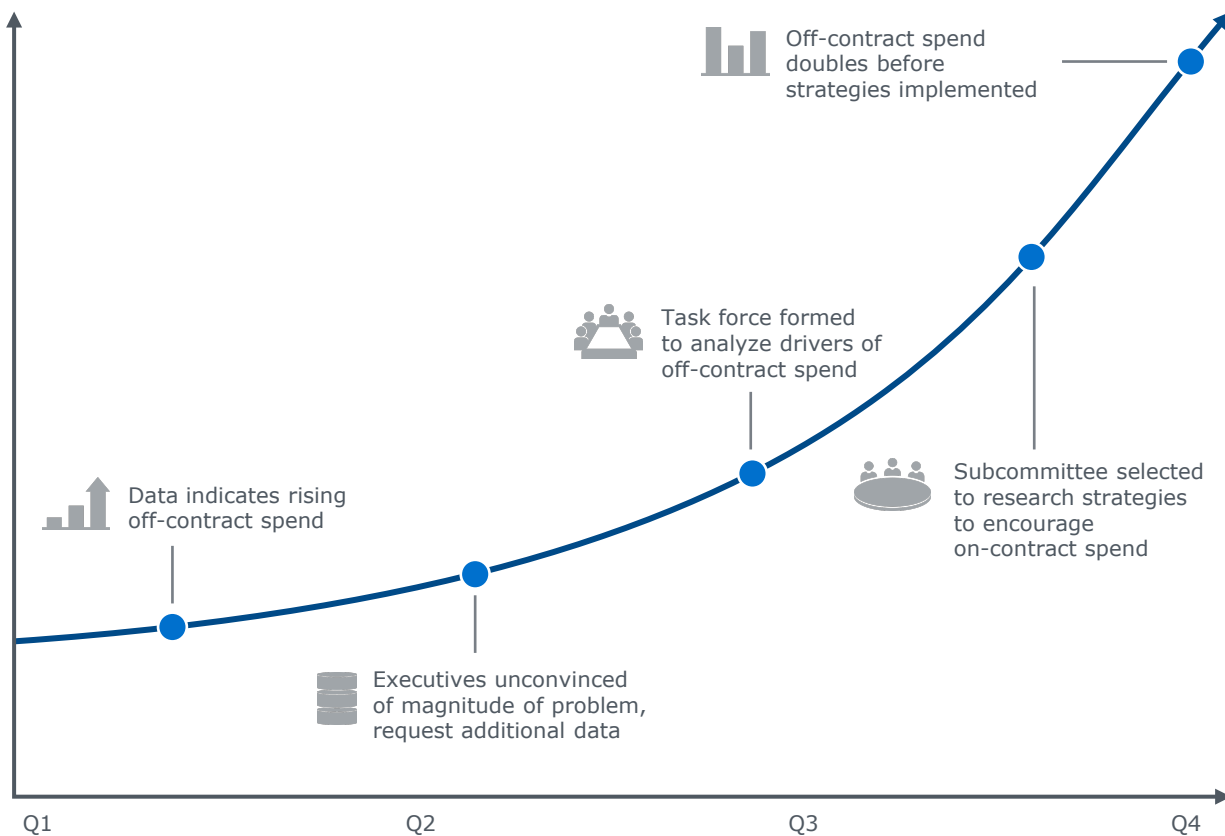 Off-contract spend
doubles before
strategies implemented
Task force formed
to analyze drivers of
off-contract spend
Subcommittee selected
to research strategies
to encourage
on-contract spend
Data indicates rising
off-contract spend
Executives unconvinced
of magnitude of problem,
request additional data
Q1
Q2
Q3
Q4